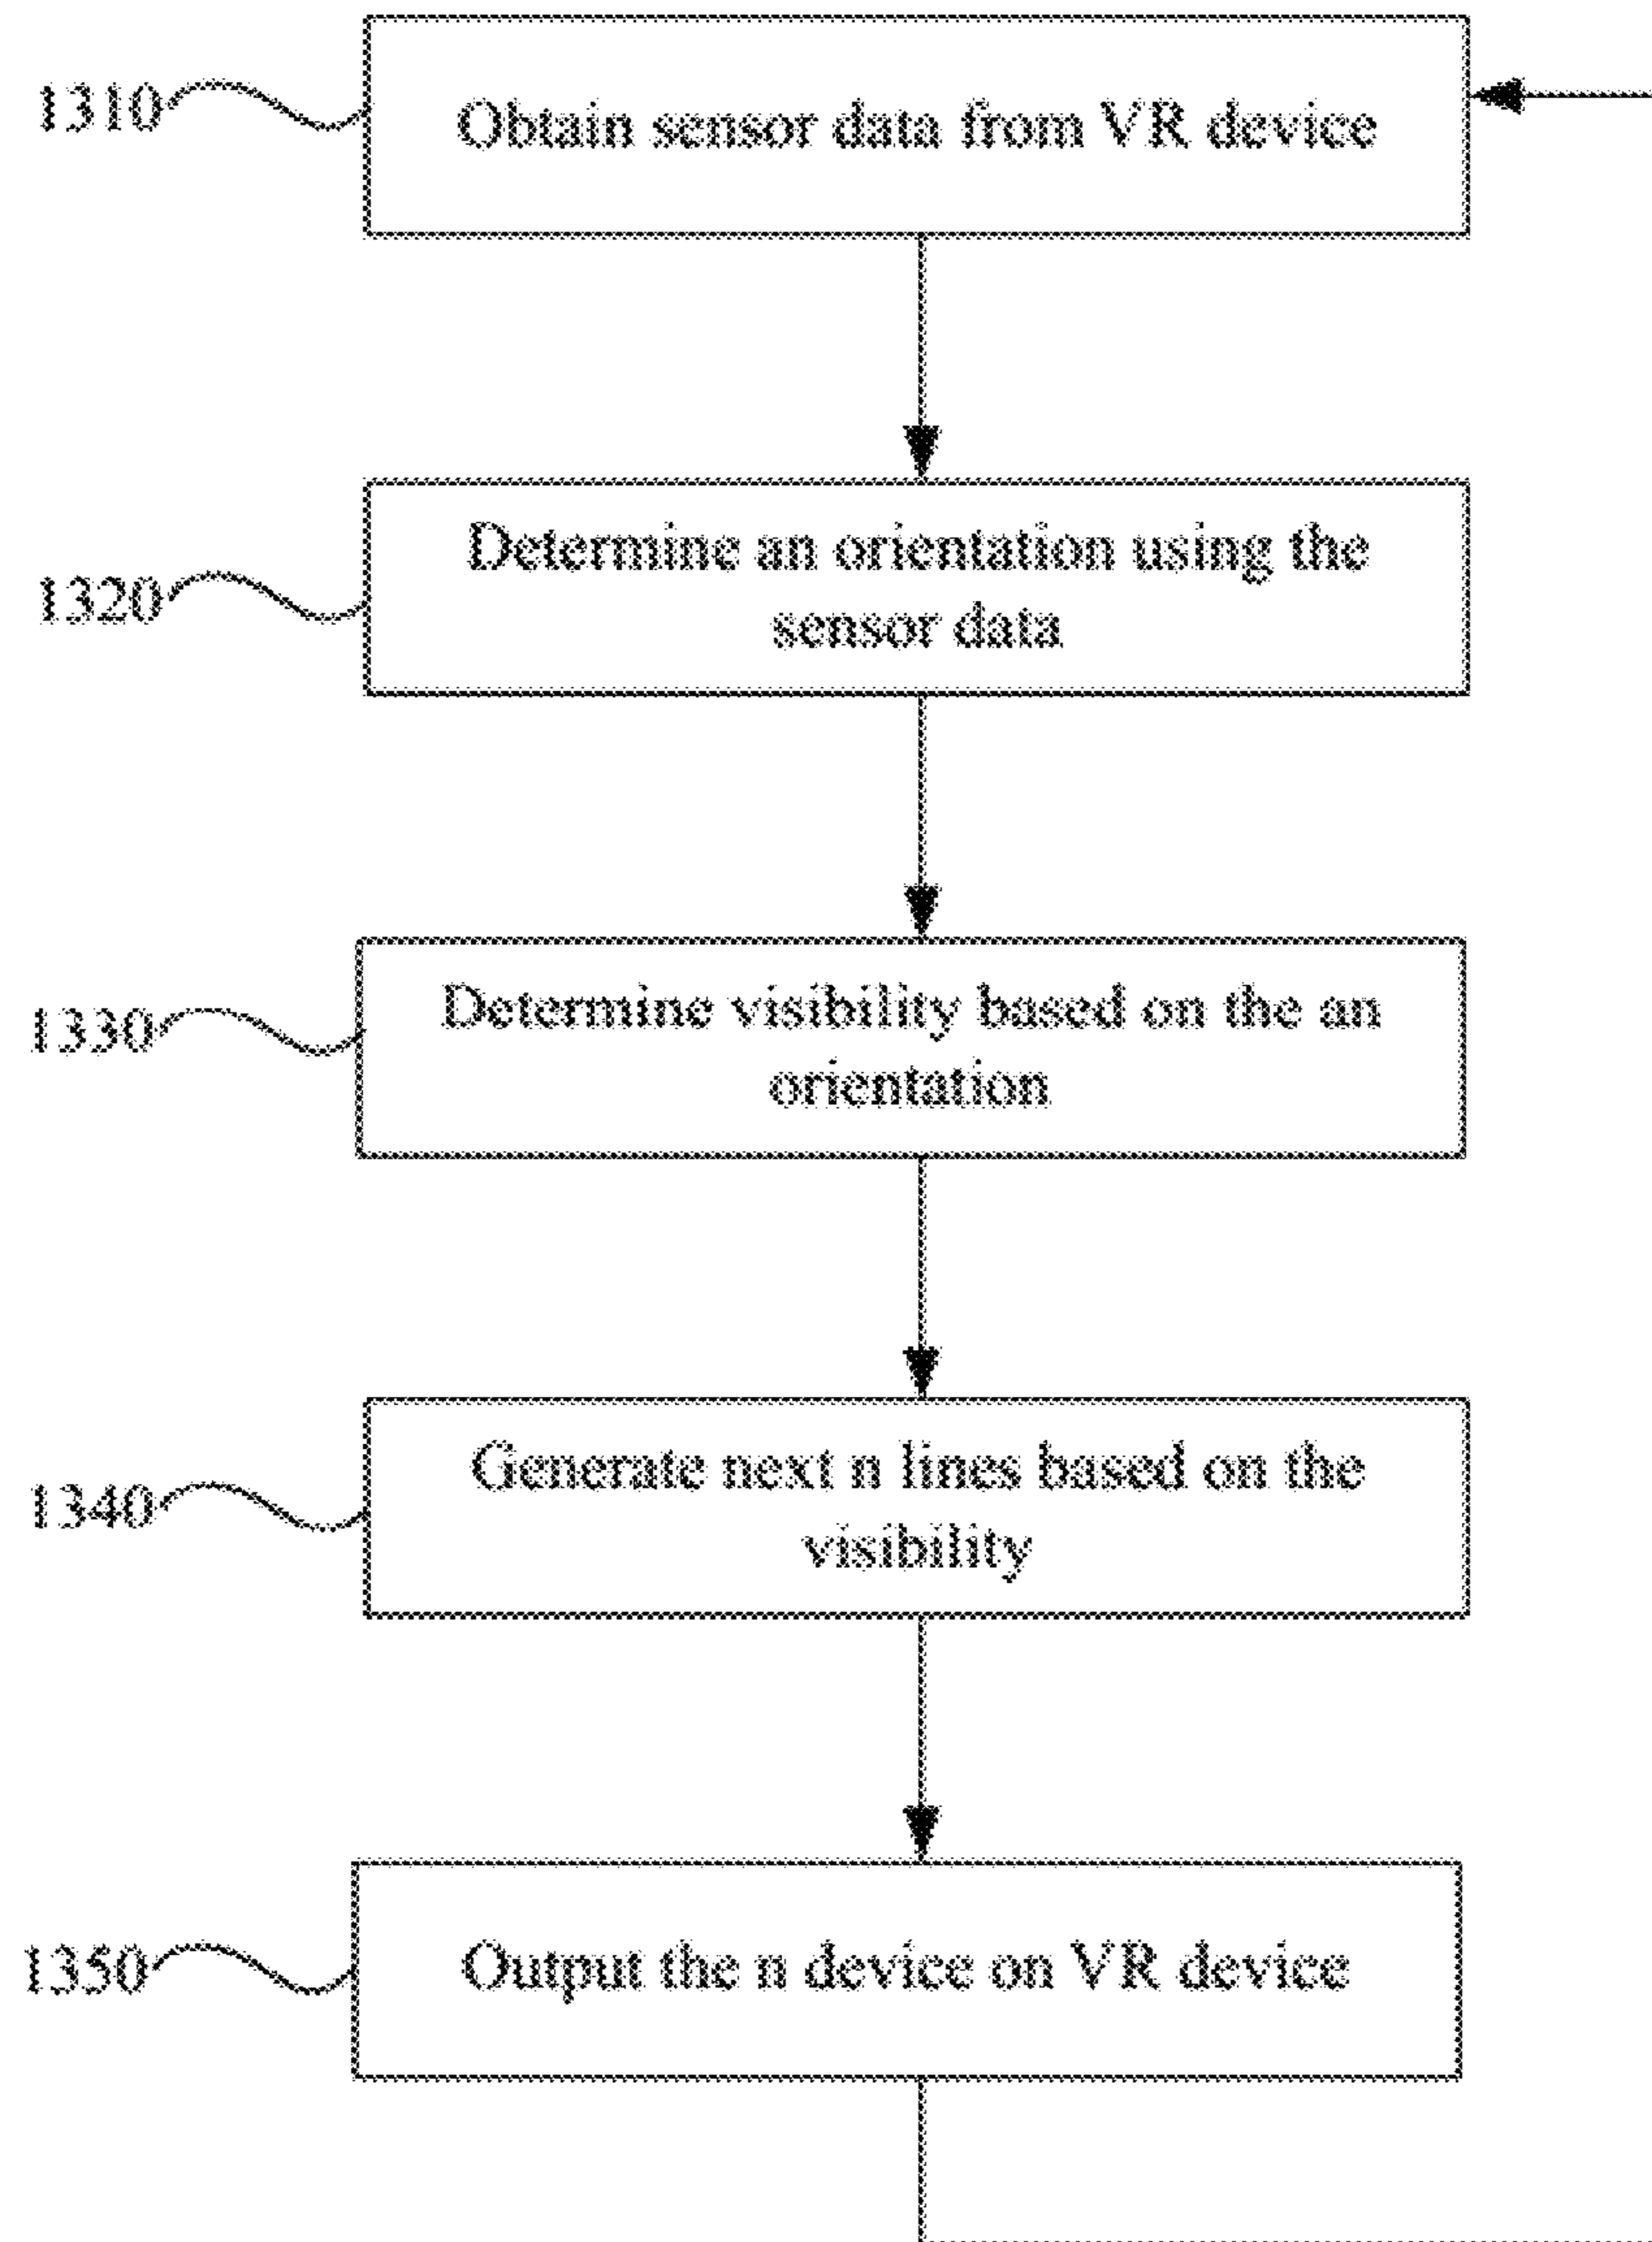 1310
Obtain sensor data from VR device
1320
Determine an orientation using the
sensor data
1330
Determine visibility based on the an
orientation
1340
Generate next n lines based on the
visibility
1350
Output the n device on VR device